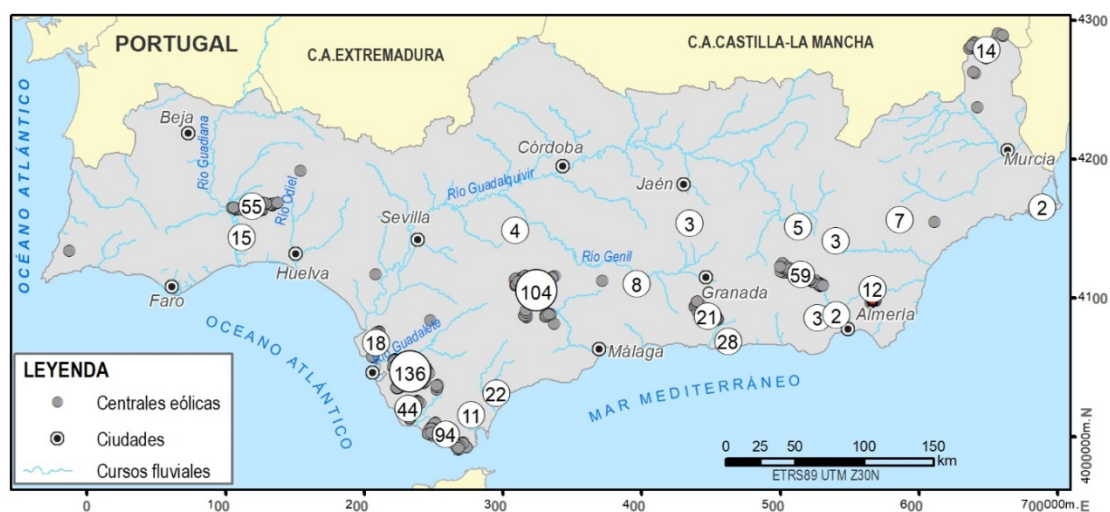 4300
PORTUGAL
C.A.EXTREMADURA
C.A.CASTILLA-LA MANCHA
14
OCÉANO ATLÁNTICO
Beja
Río Guadiana
Córdoba
Murcia
4200
Jaén
Río Guadalquivir
55
Río Odiel
Sevilla
2
7
3
5
4
3
15
Río Genil
Huelva
59
8
Granada
12
Faro
104
4100
21
3
2
Almería
28
OCEANO ATLÁNTICO
18
Río Guadalete
Málaga
136
LEYENDA
Centrales eólicas
Ciudades
Cursos fluviales
22
MAR MEDITERRÁNEO
44
11
94
0 25 50 100 150
km
ETRS89 UTM Z30N
4000000m.N
0 100 200 300 400 500 600 700000m. E